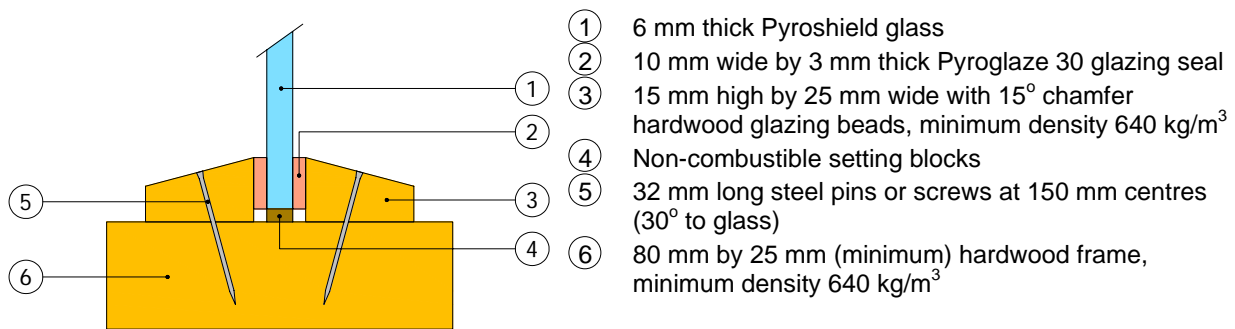 1 6 mm thick Pyroshield glass
2 10 mm wide by 3 mm thick Pyroglaze 30 glazing seal
3 15 mm high by 25 mm wide with 15° chamfer
hardwood glazing beads, minimum density 640 kg/m³
4 Non-combustible setting blocks
5 32 mm long steel pins or screws at 150 mm centres
(30° to glass)
6 80 mm by 25 mm (minimum) hardwood frame,
minimum density 640 kg/m³
1
2
5
3
4
6